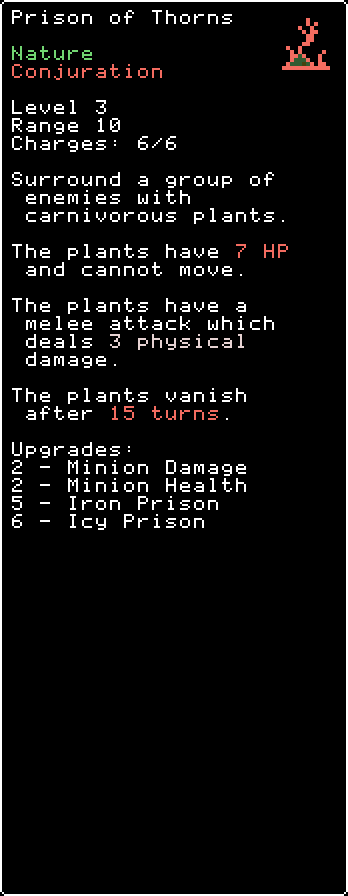 Prison of Thorns
Nature
Conjuration
Level 3
Range 10
Charges: 6/6
Surround a group of
enemies with
carnivorous plants.
The plants have 7 HP
and cannot move.
The plants have a
melee attack which
deals 3 physical
damage.
The plants vanish
after 15 turns.
Upgrades:
2 - Minion Damage
2 - Minion Health
5 - Iron Prison
6 - Icy Prison